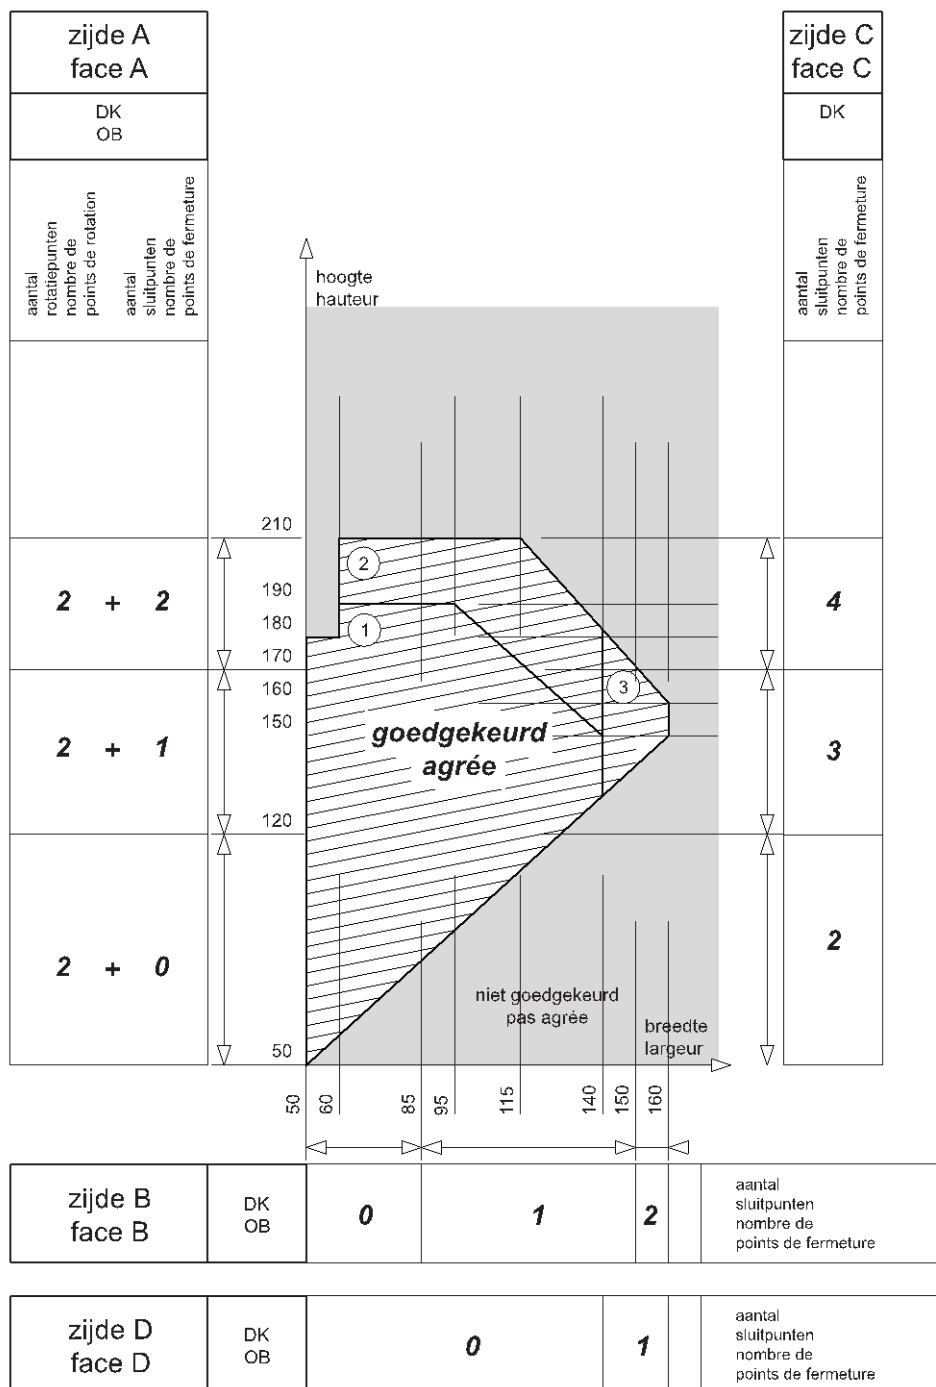 zijde A
face A
zijde C
face C
DK
OB
DK
aantal
rotatiepunten
nombre de
points de rotation
aantal
sluitpunten
nombre de
points de fermeture
aantal
sluitpunten
nombre de
points de fermeture
hoogte
hauteur
210
190
180
170
160
150
120
50
2 + 2
2 + 1
2 + 0
4
3
2
2
1
3
goedgekeurd
agrée
niet goedgekeurd
pas agrée
breedte
largeur
50
60
85
95
115
140
150
160
zijde B
face B
DK
OB
0
1
2
aantal
sluitpunten
nombre de
points de fermeture
zijde D
face D
DK
OB
0
1
aantal
sluitpunten
nombre de
points de fermeture